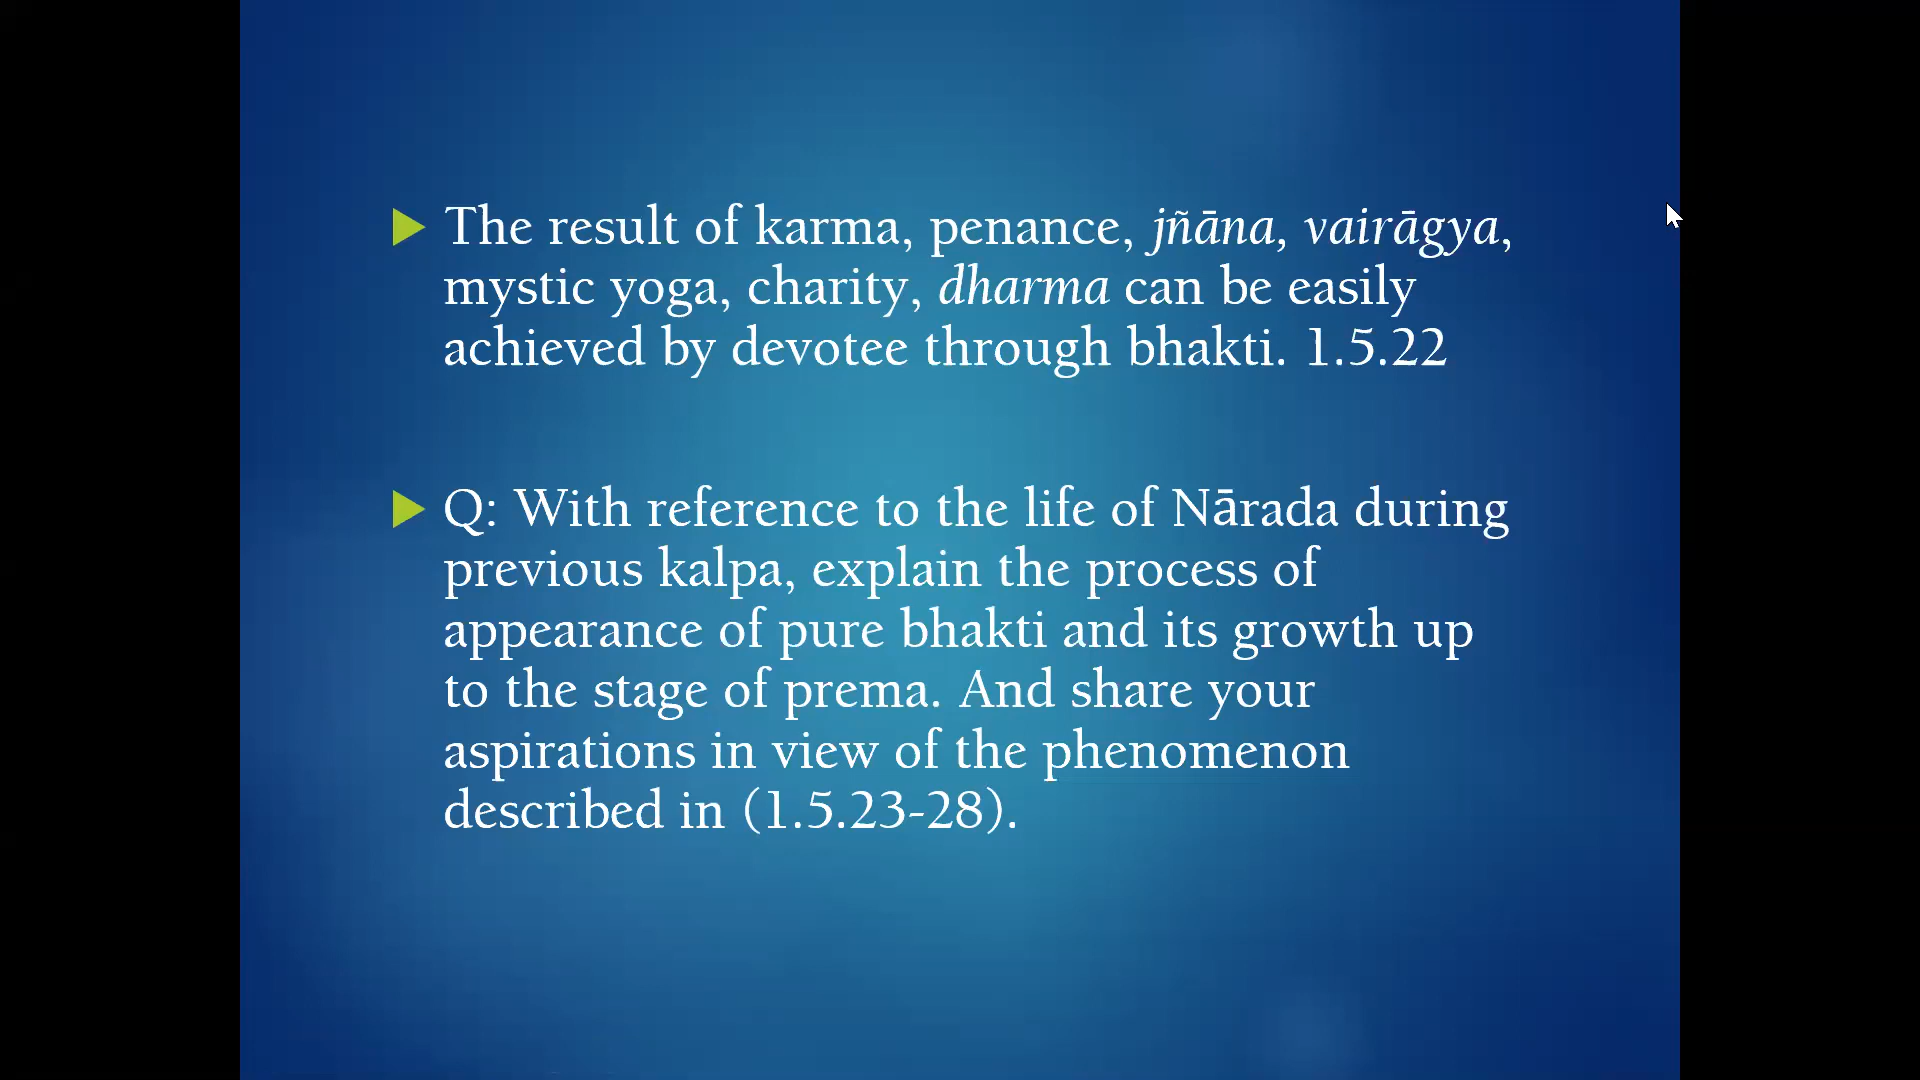 The result of karma, penance, jñāna, vairāgya,
mystic yoga, charity, dharma can be easily
achieved by devotee through bhakti. 1.5.22
Q: With reference to the life of Nārada during
previous kalpa, explain the process of
appearance of pure bhakti and its growth up
to the stage of prema. And share your
aspirations in view of the phenomenon
described in (1.5.23-28).